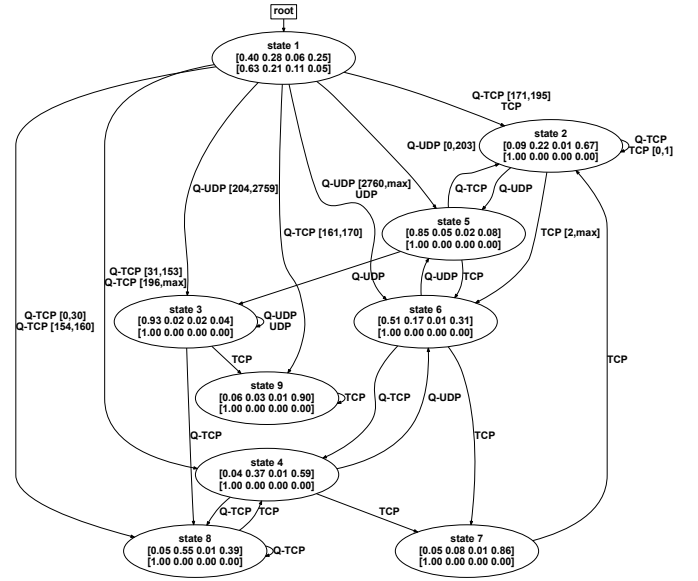 root
state 1
[0.40 0.28 0.06 0.25]
[0.63 0.21 0.11 0.05]
Q-TCP [171,195]
TCP
state 2
[0.09 0.22 0.01 0.67]
[1.00 0.00 0.00 0.00]
Q-TCP
TCP [0,1]
Q-UDP [0,203]
Q-UDP [204,2759]
Q-UDP [2760,max]
UDP
Q-TCP
Q-UDP
Q-TCP [161,170]
state 5
[0.85 0.05 0.02 0.08]
[1.00 0.00 0.00 0.00]
TCP [2,max]
Q-TCP [31,153]
Q-TCP [196,max]
Q-UDP
Q-UDP
TCP
Q-TCP [0,30]
Q-TCP [154,160]
state 3
[0.93 0.02 0.02 0.04]
[1.00 0.00 0.00 0.00]
Q-UDP
UDP
state 6
[0.51 0.17 0.01 0.31]
[1.00 0.00 0.00 0.00]
TCP
TCP
state 9
[0.06 0.03 0.01 0.90]
[1.00 0.00 0.00 0.00]
TCP
Q-TCP
Q-UDP
Q-TCP
TCP
state 4
[0.04 0.37 0.01 0.59]
[1.00 0.00 0.00 0.00]
Q-TCP
TCP
TCP
state 8
[0.05 0.55 0.01 0.39]
[1.00 0.00 0.00 0.00]
Q-TCP
state 7
[0.05 0.08 0.01 0.86]
[1.00 0.00 0.00 0.00]